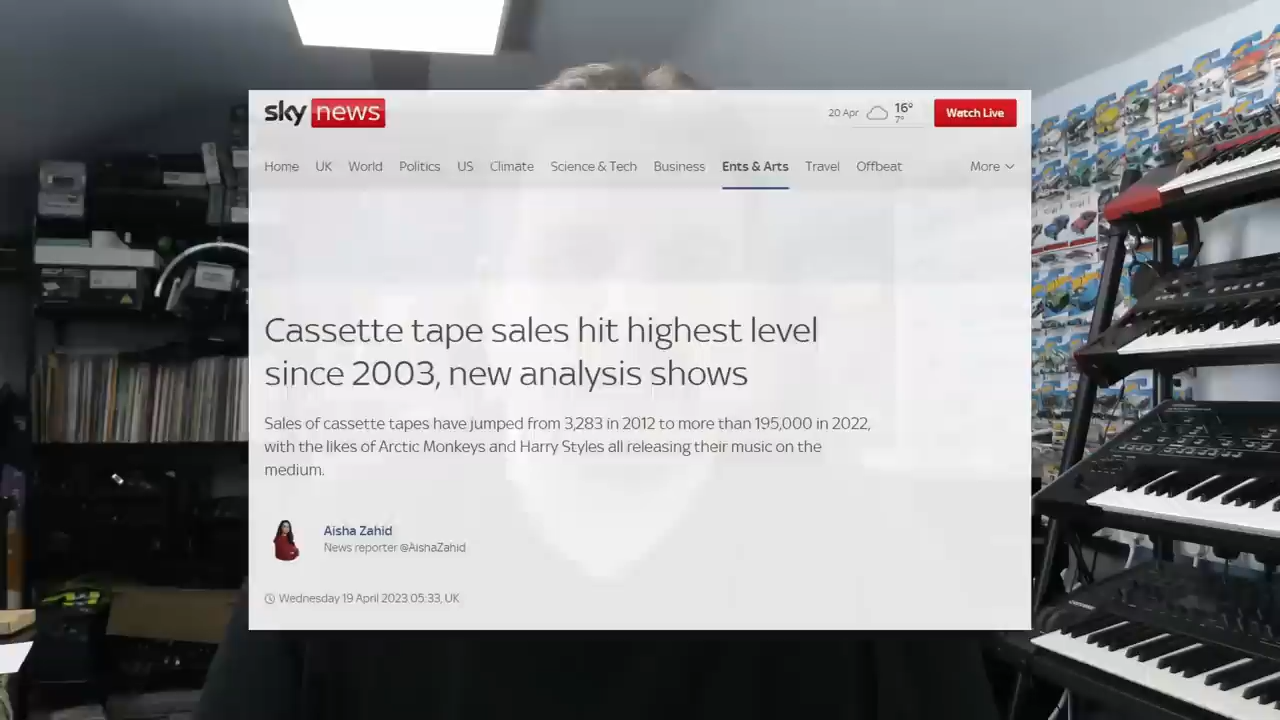 sky news
20 Apr 16° 7° Watch Live
Home UK World Politics US Climate Science & Tech Business Ents & Arts Travel Offbeat More
Cassette tape sales hit highest level
since 2003, new analysis shows
Sales of cassette tapes have jumped from 3,283 in 2012 to more than 195,000 in 2022,
with the likes of Arctic Monkeys and Harry Styles all releasing their music on the
medium.
Aisha Zahid
News reporter @AishaZahid
Wednesday 19 April 2023 05:33, UK